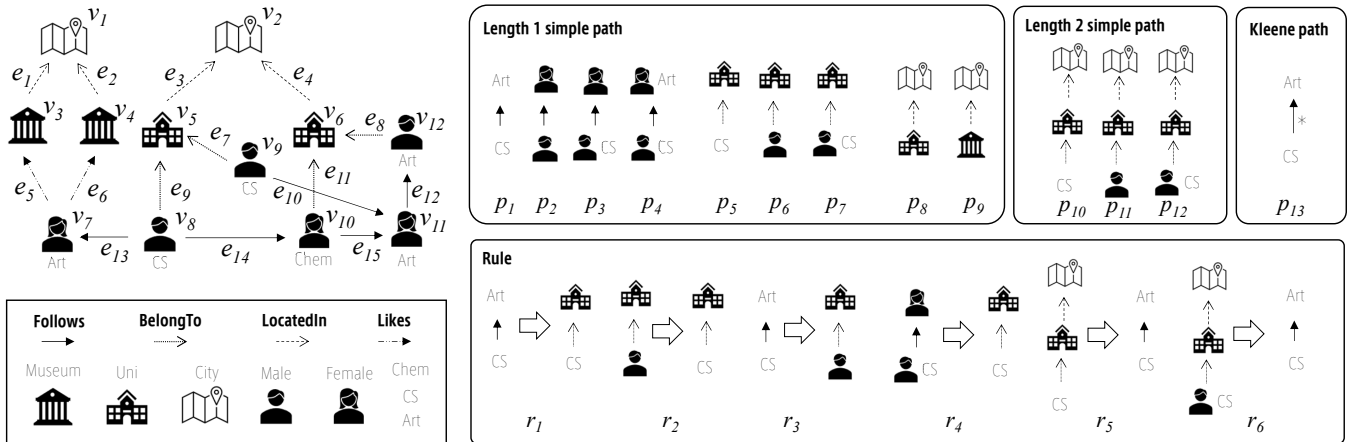 v1
v2
e1
e2
e3
e4
v3
v4
v5
e7
v6
e8
v12
v9
Art
CS
e5
e6
e9
e10
e11
e12
v7
v8
v10
v11
e13
e14
e15
Art
CS
Chem
Art
Follows BelongTo LocatedIn Likes
Museum Uni City Male Female Chem
CS
Art
Length 1 simple path
Art Art
CS CS CS CS
p1 p2 p3 p4 p5 p6 p7 p8 p9
Length 2 simple path
CS CS
p10 p11 p12
Kleene path
Art
*
CS
p13
Rule
Art Art Art Art
CS CS CS CS CS CS CS CS CS CS
r1 r2 r3 r4 r5 r6